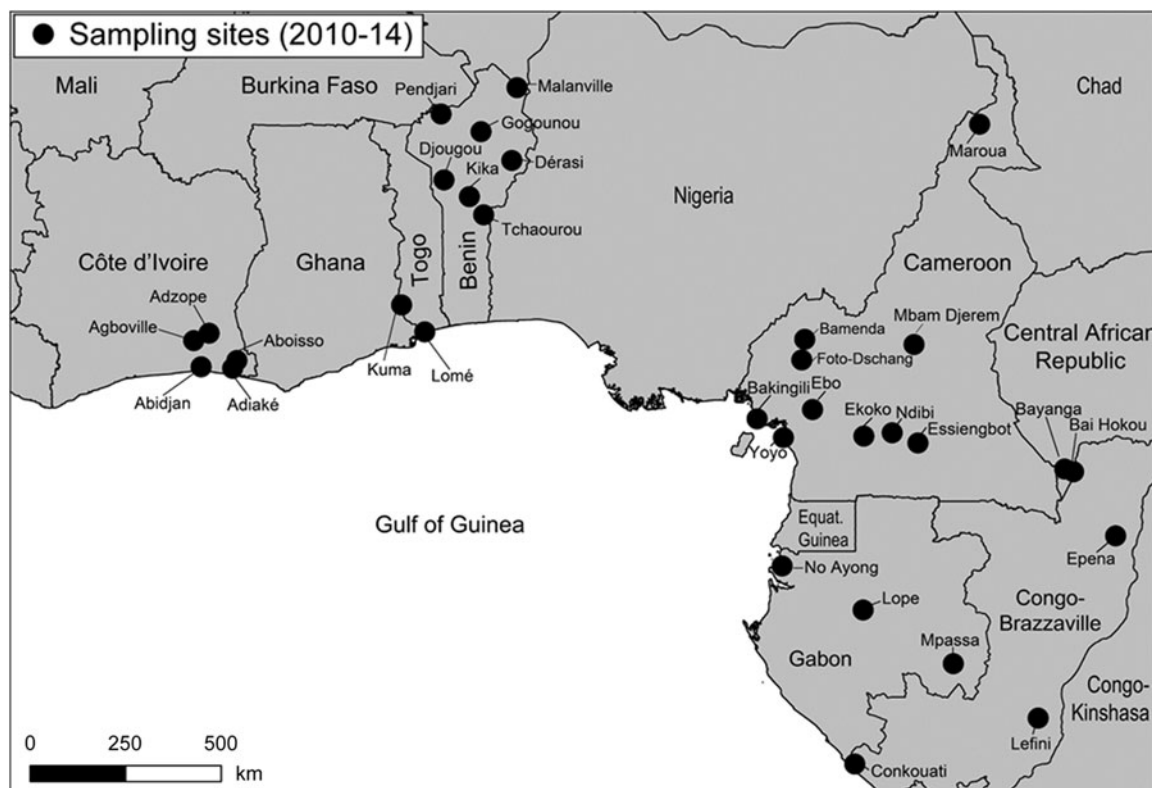 Sampling sites (2010-14)
Mali
Burkina Faso
Pendjari
Malanville
Chad
Gogounou
Maroua
Djougou
Kika
Dérasi
Nigeria
Tchaourou
Côte d'Ivoire
Ghana
Togo
Benin
Cameroon
Adzope
Agboville
Aboisso
Abidjan
Adiaké
Kuma
Lomé
Bamenda
Mbam Djerem
Foto-Dschang
Central African
Republic
Bakingili
Ebo
Ekoko
Ndibi
Essiengbot
Bayanga
Bai Hokou
Yoyo
Gulf of Guinea
Equat.
Guinea
No Ayong
Epena
Lope
Congo-
Brazzaville
Mpassa
Gabon
Congo-
Kinshasa
Lefini
Conkouati
0 250 500
km